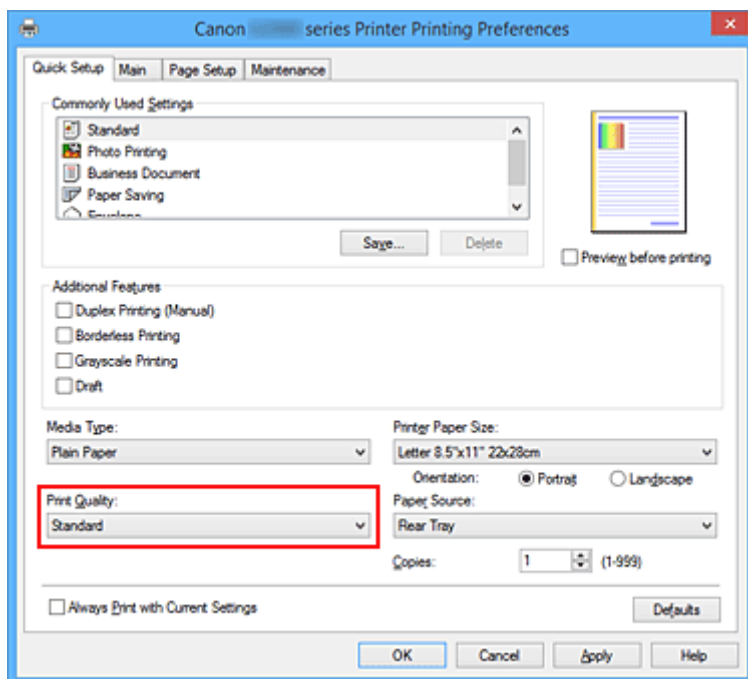 Canon series Printer Printing Preferences
Quick Setup Main Page Setup Maintenance
Commonly Used Settings
Standard
Photo Printing
Business Document
Paper Saving
Envelope
Save... Delete
Preview before printing
Additional Features
Duplex Printing (Manual)
Borderless Printing
Grayscale Printing
Draft
Media Type:
Plain Paper
Printer Paper Size:
Letter 8.5"x11" 22x28cm
Orientation: Portrait Landscape
Print Quality:
Standard
Paper Source:
Rear Tray
Copies: 1 (1-999)
Always Print with Current Settings
Defaults
OK Cancel Apply Help